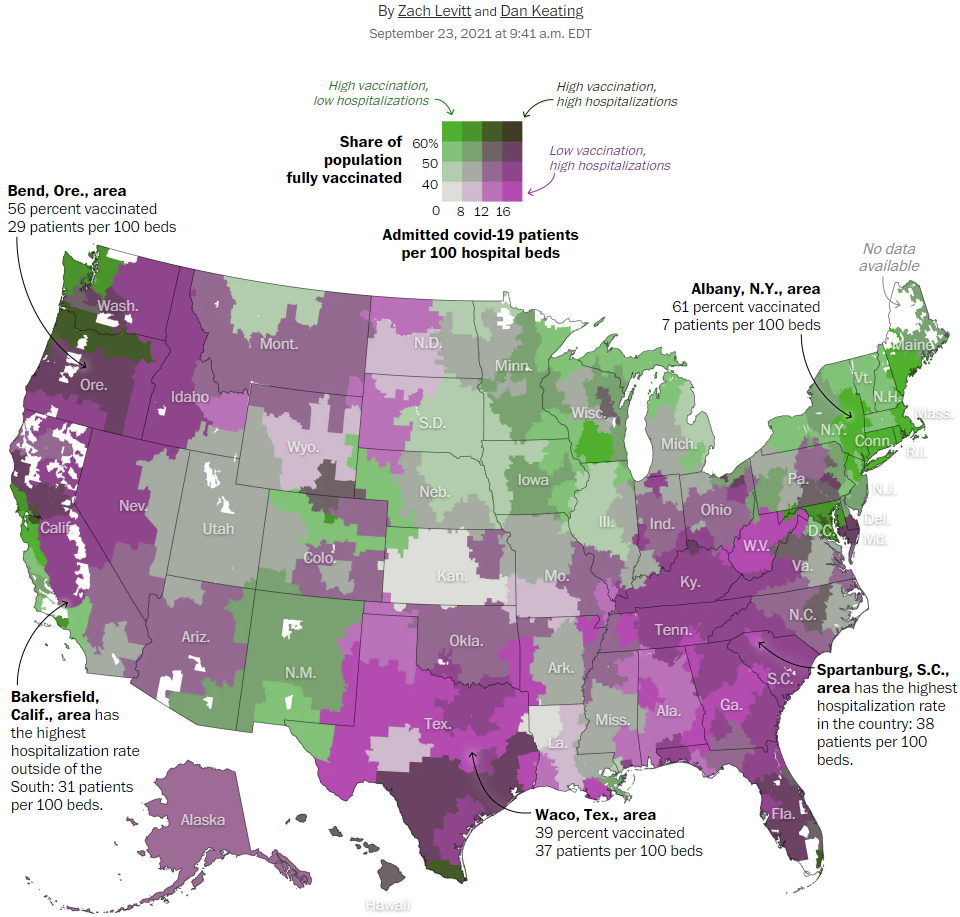 By Zach Levitt and Dan Keating
September 23, 2021 at 9:41 a.m. EDT
High vaccination,
low hospitalizations
High vaccination,
high hospitalizations
Share of
population
fully vaccinated
60%
50
40
Low vaccination,
high hospitalizations
0 8 12 16
Admitted covid-19 patients
per 100 hospital beds
Bend, Ore., area
56 percent vaccinated
29 patients per 100 beds
No data
available
Albany, N.Y., area
61 percent vaccinated
7 patients per 100 beds
Wash.
Ore.
Idaho
Mont.
N.D.
Minn.
Wisc.
Mich.
Maine
Vt.
N.H.
Mass.
N.Y.
Conn.
R.I.
Wyo.
S.D.
Neb.
Iowa
Ill.
Ind.
Ohio
Pa.
N.J.
Del.
Md.
D.C.
Calif.
Nev.
Utah
Colo.
Kan.
Mo.
Ky.
W.V.
Va.
Ariz.
N.M.
Okla.
Ark.
Tenn.
N.C.
S.C.
Tex.
La.
Miss.
Ala.
Ga.
Fla.
Bakersfield,
Calif., area has
the highest
hospitalization rate
outside of the
South: 31 patients
per 100 beds.
Spartanburg, S.C.,
area has the highest
hospitalization rate
in the country: 38
patients per 100
beds.
Waco, Tex., area
39 percent vaccinated
37 patients per 100 beds
Alaska
Hawaii